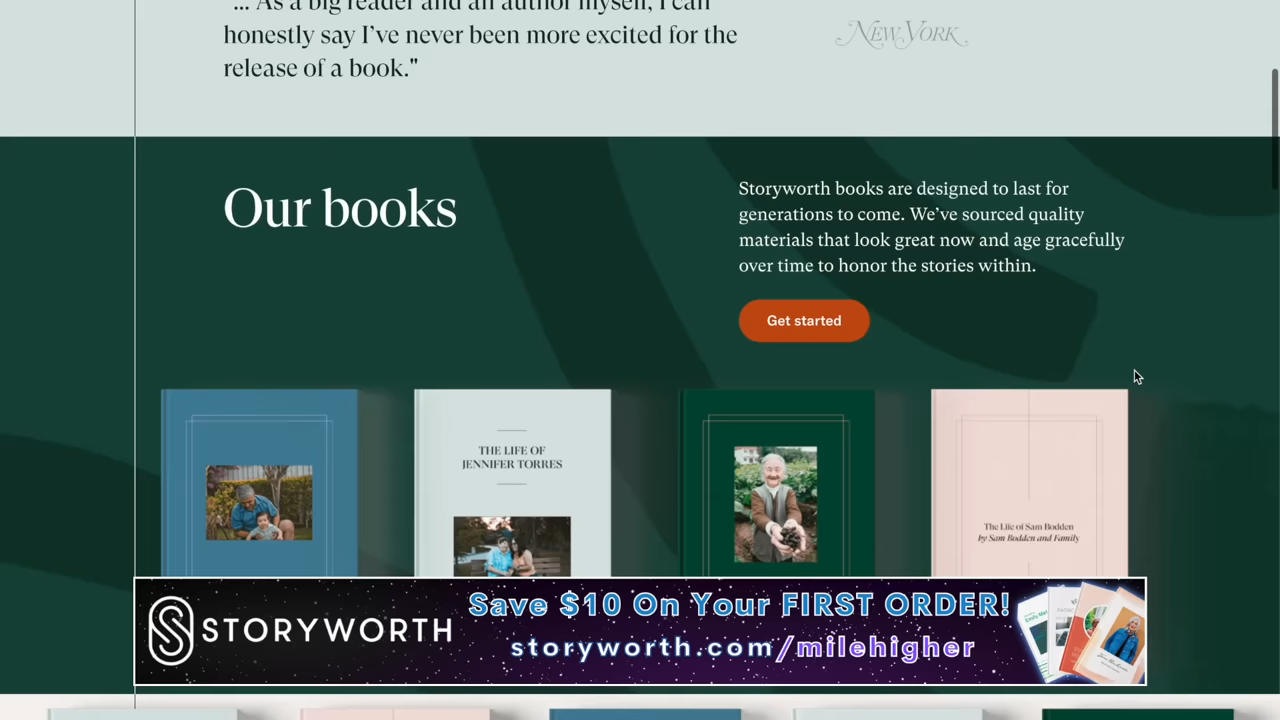 "... As a big reader and an author myself, I can
honestly say I've never been more excited for the
release of a book."
NEW YORK
Our books
Storyworth books are designed to last for
generations to come. We've sourced quality
materials that look great now and age gracefully
over time to honor the stories within.
Get started
THE LIFE OF
JENNIFER TORRES
The Life of Sam Bodden
by Sam Bodden and Family
STORYWORTH
Save $10 On Your FIRST ORDER!
storyworth.com/milehigher